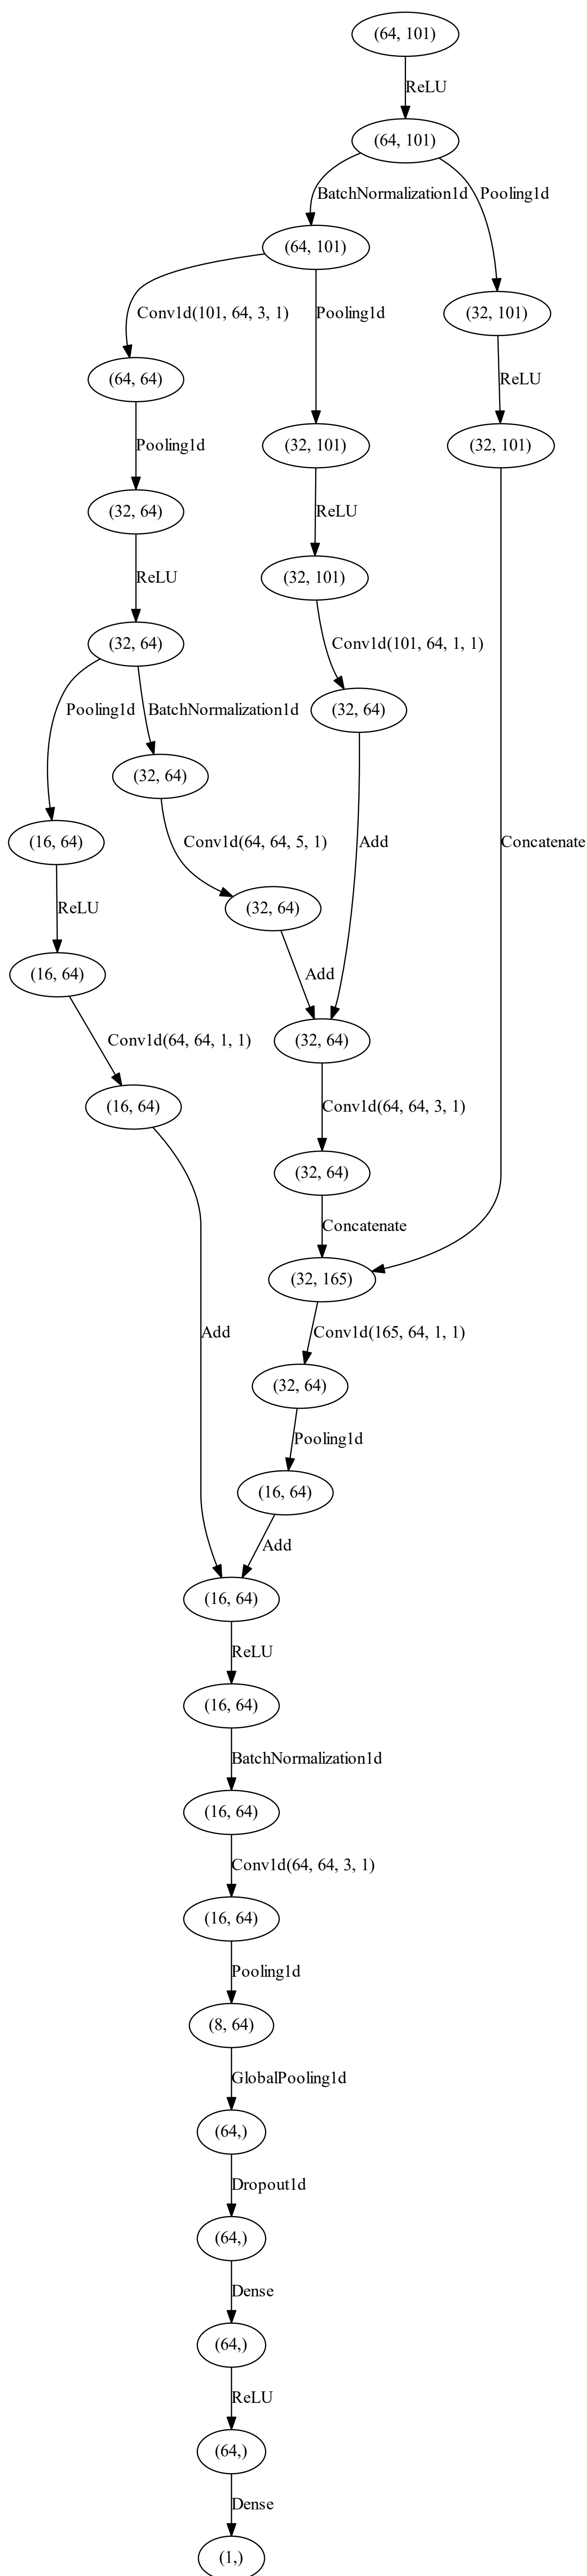 (64, 101)
ReLU
(64, 101)
BatchNormalization1d Pooling1d
(64, 101)
Conv1d(101, 64, 3, 1) Pooling1d
(32, 101)
(64, 64)
ReLU
Pooling1d
(32, 101)
(32, 101)
(32, 64)
ReLU
ReLU
(32, 101)
(32, 64)
Conv1d(101, 64, 1, 1)
Pooling1d BatchNormalization1d
(32, 64)
(32, 64)
(16, 64)
Conv1d(64, 64, 5, 1)
Add
Concatenate
ReLU
(32, 64)
(16, 64)
Add
Conv1d(64, 64, 1, 1)
(32, 64)
(16, 64)
Conv1d(64, 64, 3, 1)
(32, 64)
Concatenate
(32, 165)
Add
Conv1d(165, 64, 1, 1)
(32, 64)
Pooling1d
(16, 64)
Add
(16, 64)
ReLU
(16, 64)
BatchNormalization1d
(16, 64)
Conv1d(64, 64, 3, 1)
(16, 64)
Pooling1d
(8, 64)
GlobalPooling1d
(64,)
Dropout1d
(64,)
Dense
(64,)
ReLU
(64,)
Dense
(1,)